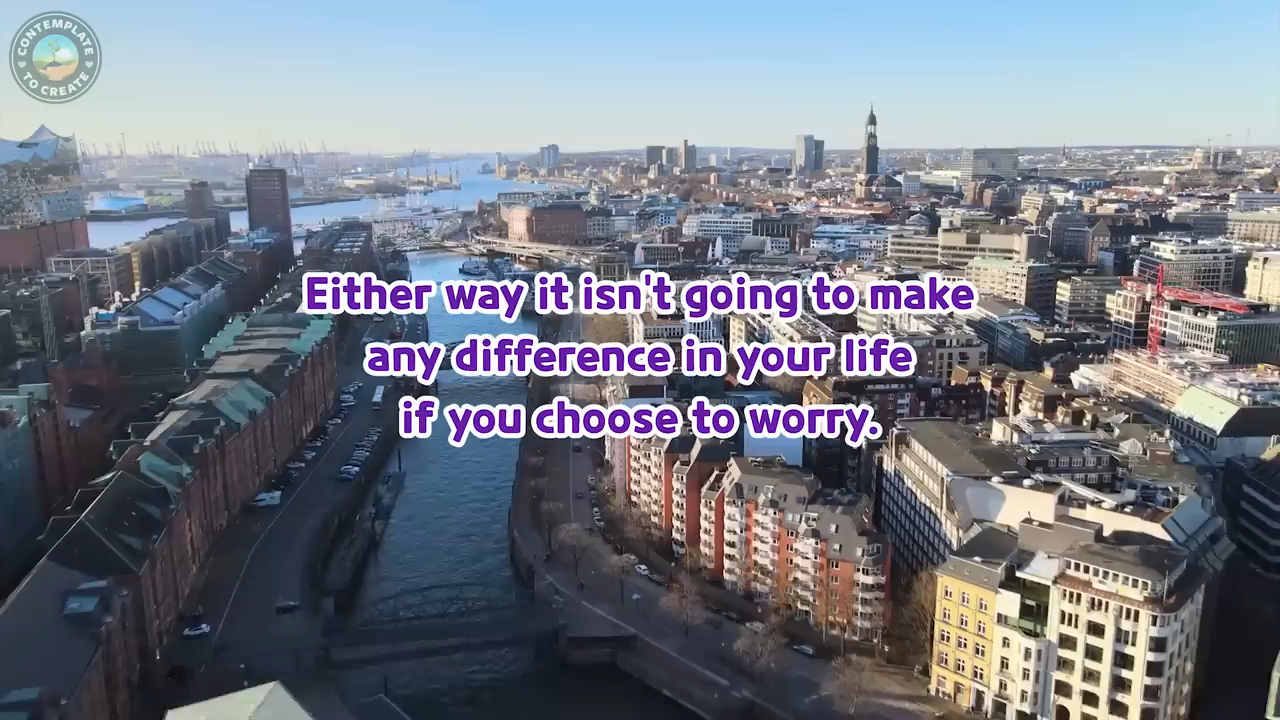 CONTEMPLATE
TO CREATE
Either way it isn't going to make
any difference in your life
if you choose to worry.